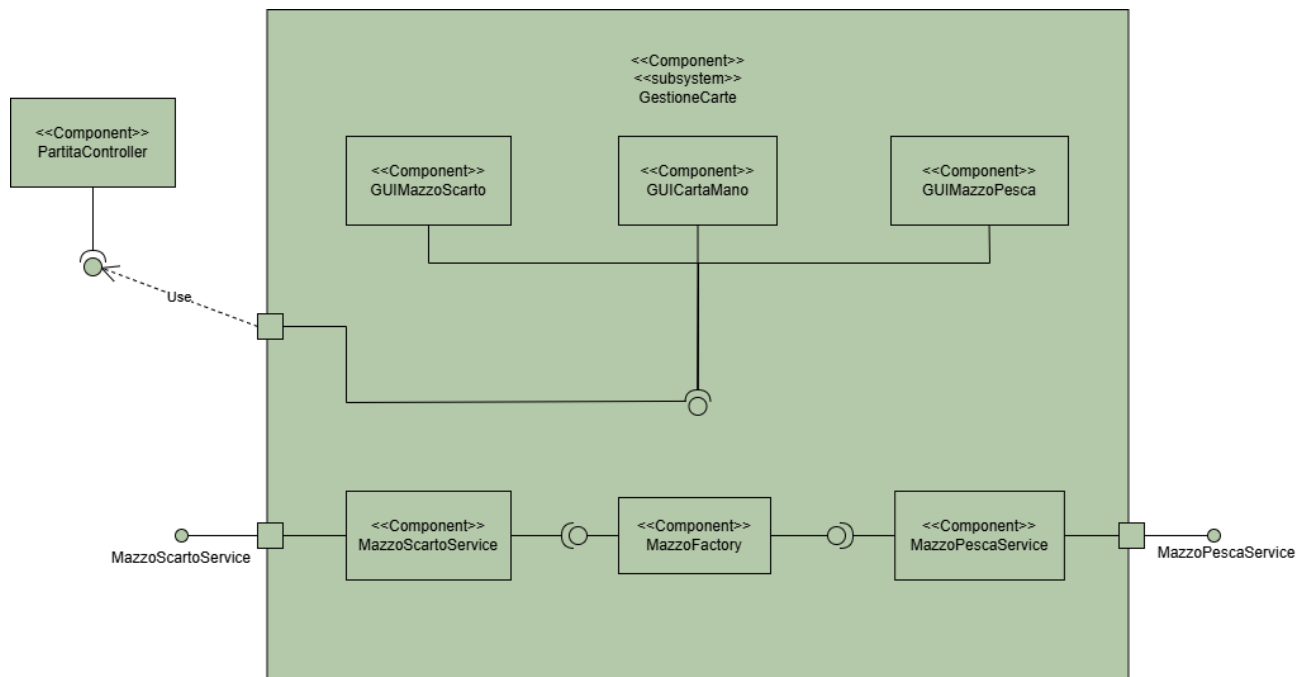 <<Component>>
<<subsystem>>
GestioneCarte
<<Component>>
PartitaController
<<Component>>
GUIMazzoScarto
<<Component>>
GUICartaMano
<<Component>>
GUIMazzoPesca
Use
<<Component>>
MazzoScartoService
<<Component>>
MazzoFactory
<<Component>>
MazzoPescaService
MazzoScartoService
MazzoPescaService